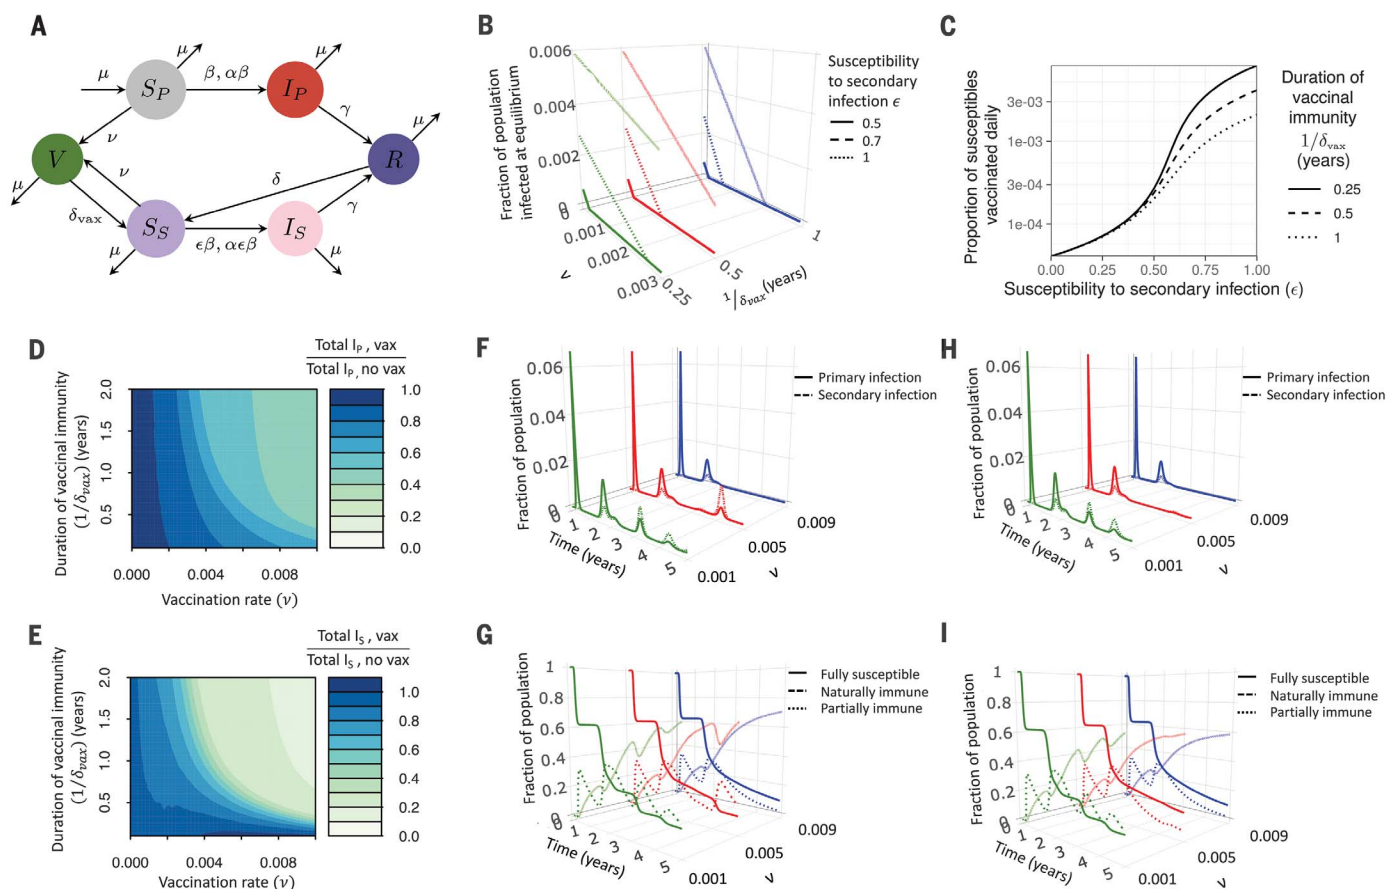 A
μ
μ
μ
S_P
β, αβ
I_P
ν
γ
μ
V
ν
δ
R
μ
δ_vax
S_S
γ
I_S
μ
εβ, αεβ
μ
B
Fraction of population
infected at equilibrium
0.006
0.004
0.002
0
0
0.001
0.002
0.003
ν
0.25
0.5
1
1/δ_vax (years)
Susceptibility
to secondary
infection ϵ
0.5
0.7
1
C
Proportion of susceptibles
vaccinated daily
3e-03
1e-03
3e-04
1e-04
0.00 0.25 0.50 0.75 1.00
Susceptibility to secondary infection (ϵ)
Duration of
vaccinal
immunity
1/δ_vax
(years)
0.25
0.5
1
D
Total I_P , vax
Total I_P, no vax
Duration of vaccinal immunity
(1/δ_vax) (years)
2.0
1.5
1.0
0.5
0.000 0.004 0.008
Vaccination rate (ν)
1.0
0.8
0.6
0.4
0.2
0.0
E
Total I_S , vax
Total I_S, no vax
Duration of vaccinal immunity
(1/δ_vax) (years)
2.0
1.5
1.0
0.5
0.000 0.004 0.008
Vaccination rate (ν)
1.0
0.8
0.6
0.4
0.2
0.0
F
Fraction of population
0.06
0.04
0.02
0
0
1
2
3
4
5
Time (years)
0.001
0.005
0.009
ν
Primary infection
Secondary infection
G
Fraction of population
1
0.8
0.6
0.4
0.2
0
0
1
2
3
4
5
Time (years)
0.001
0.005
0.009
ν
Fully susceptible
Naturally immune
Partially immune
H
Fraction of population
0.06
0.04
0.02
0
0
1
2
3
4
5
Time (years)
0.001
0.005
0.009
ν
Primary infection
Secondary infection
I
Fraction of population
1
0.8
0.6
0.4
0.2
0
0
1
2
3
4
5
Time (years)
0.001
0.005
0.009
ν
Fully susceptible
Naturally immune
Partially immune